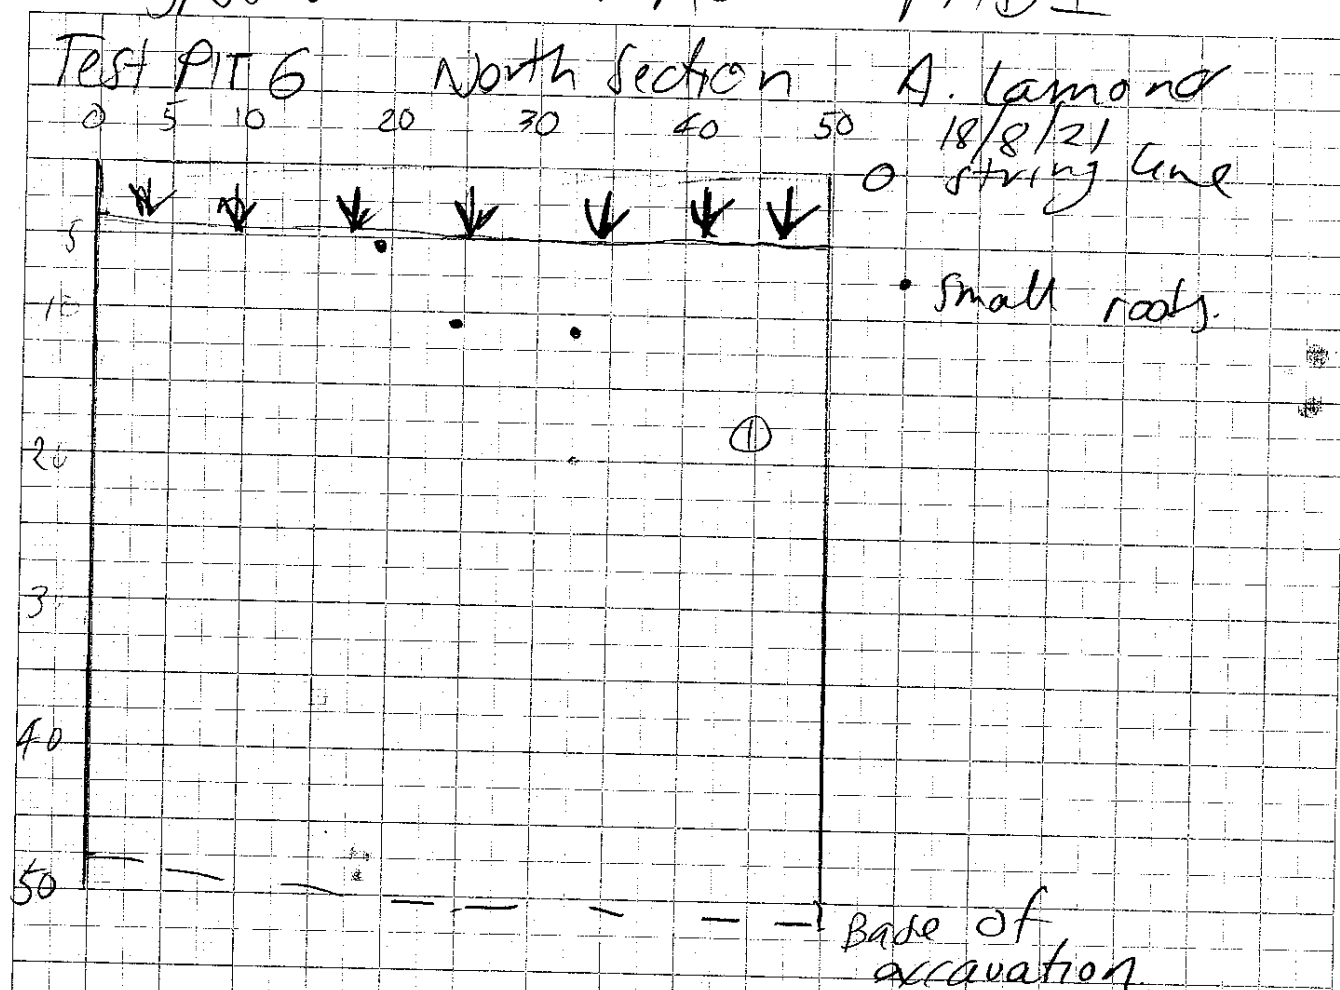 Test PIT 6 North Section A. Lamond
0 5 10 20 30 40 50 18/8/21
0 string line
5
• small roots.
10
①
20
3
40
50
Base of
excavation